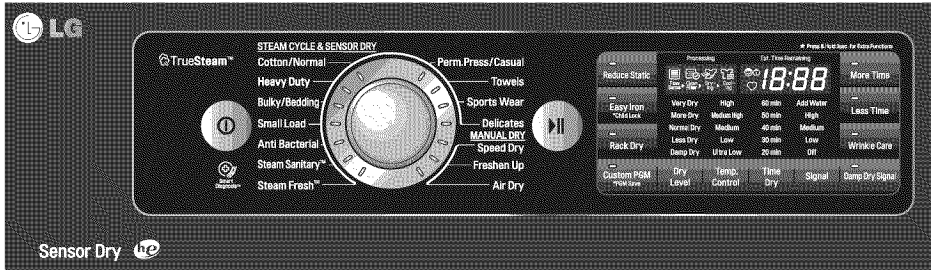 LG
TrueSteam™
STEAM CYCLE & SENSOR DRY
Cotton/Normal
Heavy Duty
Bulky/Bedding
Small Load
Anti Bacterial
Steam Sanitary™
Steam Fresh™
Perm.Press/Casual
Towels
Sports Wear
Delicates
MANUAL DRY
Speed Dry
Freshen Up
Air Dry
Smart
Diagnosis™
* Press & Hold 3sec. for Extra Functions
Processing Est. Time Remaining
18:88
Reduce Static
Easy Iron
*Child Lock
Rack Dry
Custom PGM
*PGM Save
Very Dry High 60 min Add Water
More Dry Medium High 50 min High
Normal Dry Medium 40 min Medium
Less Dry Low 30 min Low
Damp Dry Ultra Low 20 min Off
Dry
Level
Temp.
Control
Time
Dry
Signal
More Time
Less Time
Wrinkle Care
Damp Dry Signal
Sensor Dry he